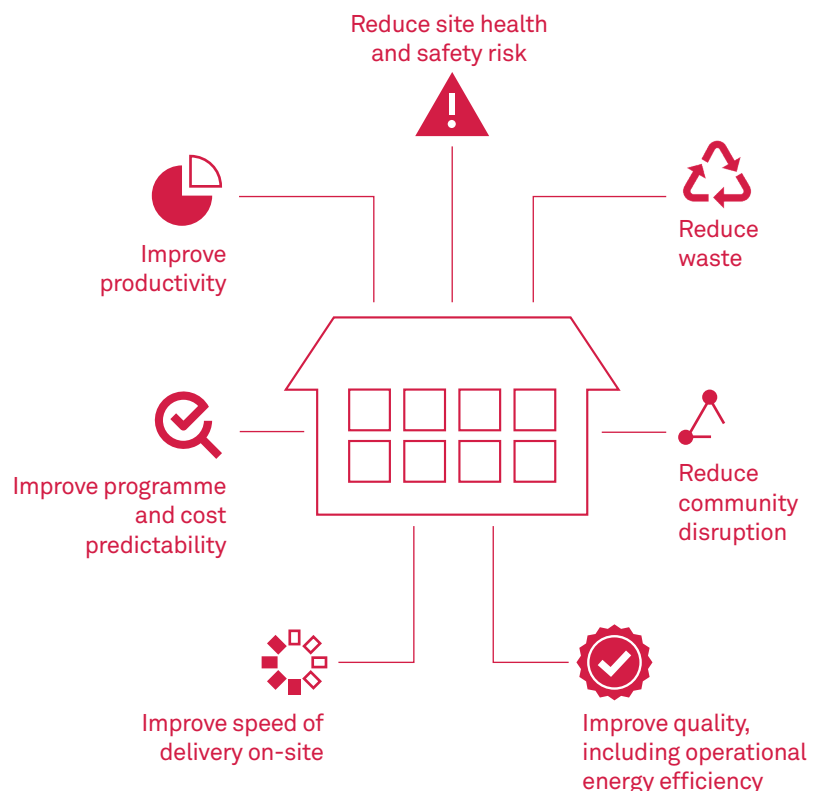 Reduce site health
and safety risk
Improve
productivity
Reduce
waste
Improve programme
and cost
predictability
Reduce
community
disruption
Improve speed of
delivery on-site
Improve quality,
including operational
energy efficiency